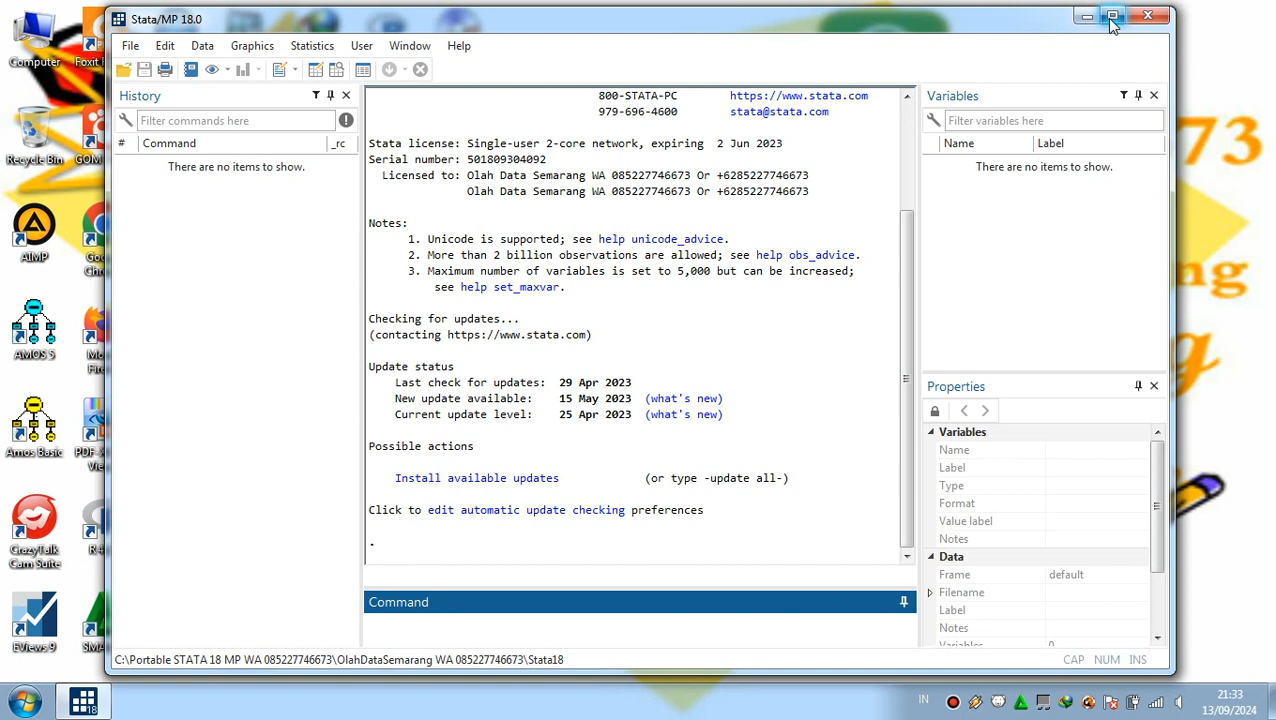 Stata/MP 18.0
File Edit Data Graphics Statistics User Window Help
History
Filter commands here
# Command _rc
There are no items to show.
800-STATA-PC https://www.stata.com
979-696-4600 stata@stata.com
Stata license: Single-user 2-core network, expiring 2 Jun 2023
Serial number: 501809304092
Licensed to: Olah Data Semarang WA 085227746673 Or +6285227746673
Olah Data Semarang WA 085227746673 Or +6285227746673
Notes:
1. Unicode is supported; see help unicode_advice.
2. More than 2 billion observations are allowed; see help obs_advice.
3. Maximum number of variables is set to 5,000 but can be increased;
see help set_maxvar.
Checking for updates...
(contacting https://www.stata.com)
Update status
Last check for updates: 29 Apr 2023
New update available: 15 May 2023 (what's new)
Current update level: 25 Apr 2023 (what's new)
Possible actions
Install available updates (or type -update all-)
Click to edit automatic update checking preferences
.
Command
Variables
Filter variables here
Name Label
There are no items to show.
Properties
Variables
Name
Label
Type
Format
Value label
Notes
Data
Frame default
Filename
Label
Notes
Variables 0
C:\Portable STATA 18 MP WA 085227746673\OlahDataSemarang WA 085227746673\Stata18
CAP NUM INS
Computer
Foxit
Recycle Bin
GOM
AIMP
AMOS 5
Amos Basic
PDF-X
CrazyTalk
Cam Suite
EViews 9
73
ng
18
IN
21:33
13/09/2024